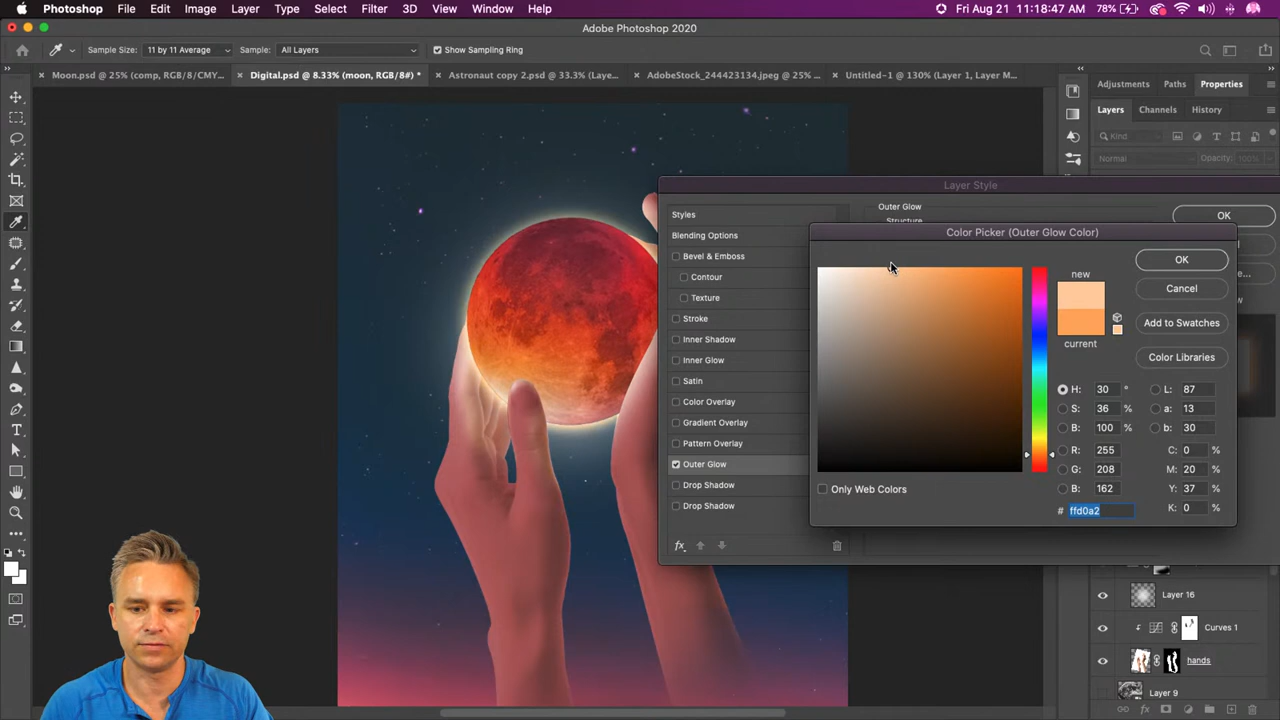 Photoshop File Edit Image Layer Type Select Filter 3D View Window Help Fri Aug 21 11:18:47 78%
Adobe Photoshop 2020
Sample Size: 11 by 11 Average Sample: All Layers Show Sampling Ring
Moon.psd @ 25% (comp, RGB/8/CMY... Digital.psd @ 8.33% (moon, RGB/8#) * Astronaut copy 2.psd @ 33.3% (Laye... AdobeStock_244423134.jpeg @ 25% ... Untitled-1 @ 130% (Layer 1, Layer M...
Adjustments Paths Properties
Layers Channels History
Kind
Normal Opacity: 100%
Layer Style
Styles
Blending Options
Bevel & Emboss
Contour
Texture
Stroke
Inner Shadow
Inner Glow
Satin
Color Overlay
Gradient Overlay
Pattern Overlay
Outer Glow
Drop Shadow
Drop Shadow
fx
Outer Glow
Structure
OK
Color Picker (Outer Glow Color)
new
current
OK
Cancel
Add to Swatches
Color Libraries
H: 30 °
S: 36 %
B: 100 %
R: 255
G: 208
B: 162
# ffd0a2
L: 87
a: 13
b: 30
C: 0 %
M: 20 %
Y: 37 %
K: 0 %
Only Web Colors
Layer 16
Curves 1
hands
Layer 9
fx